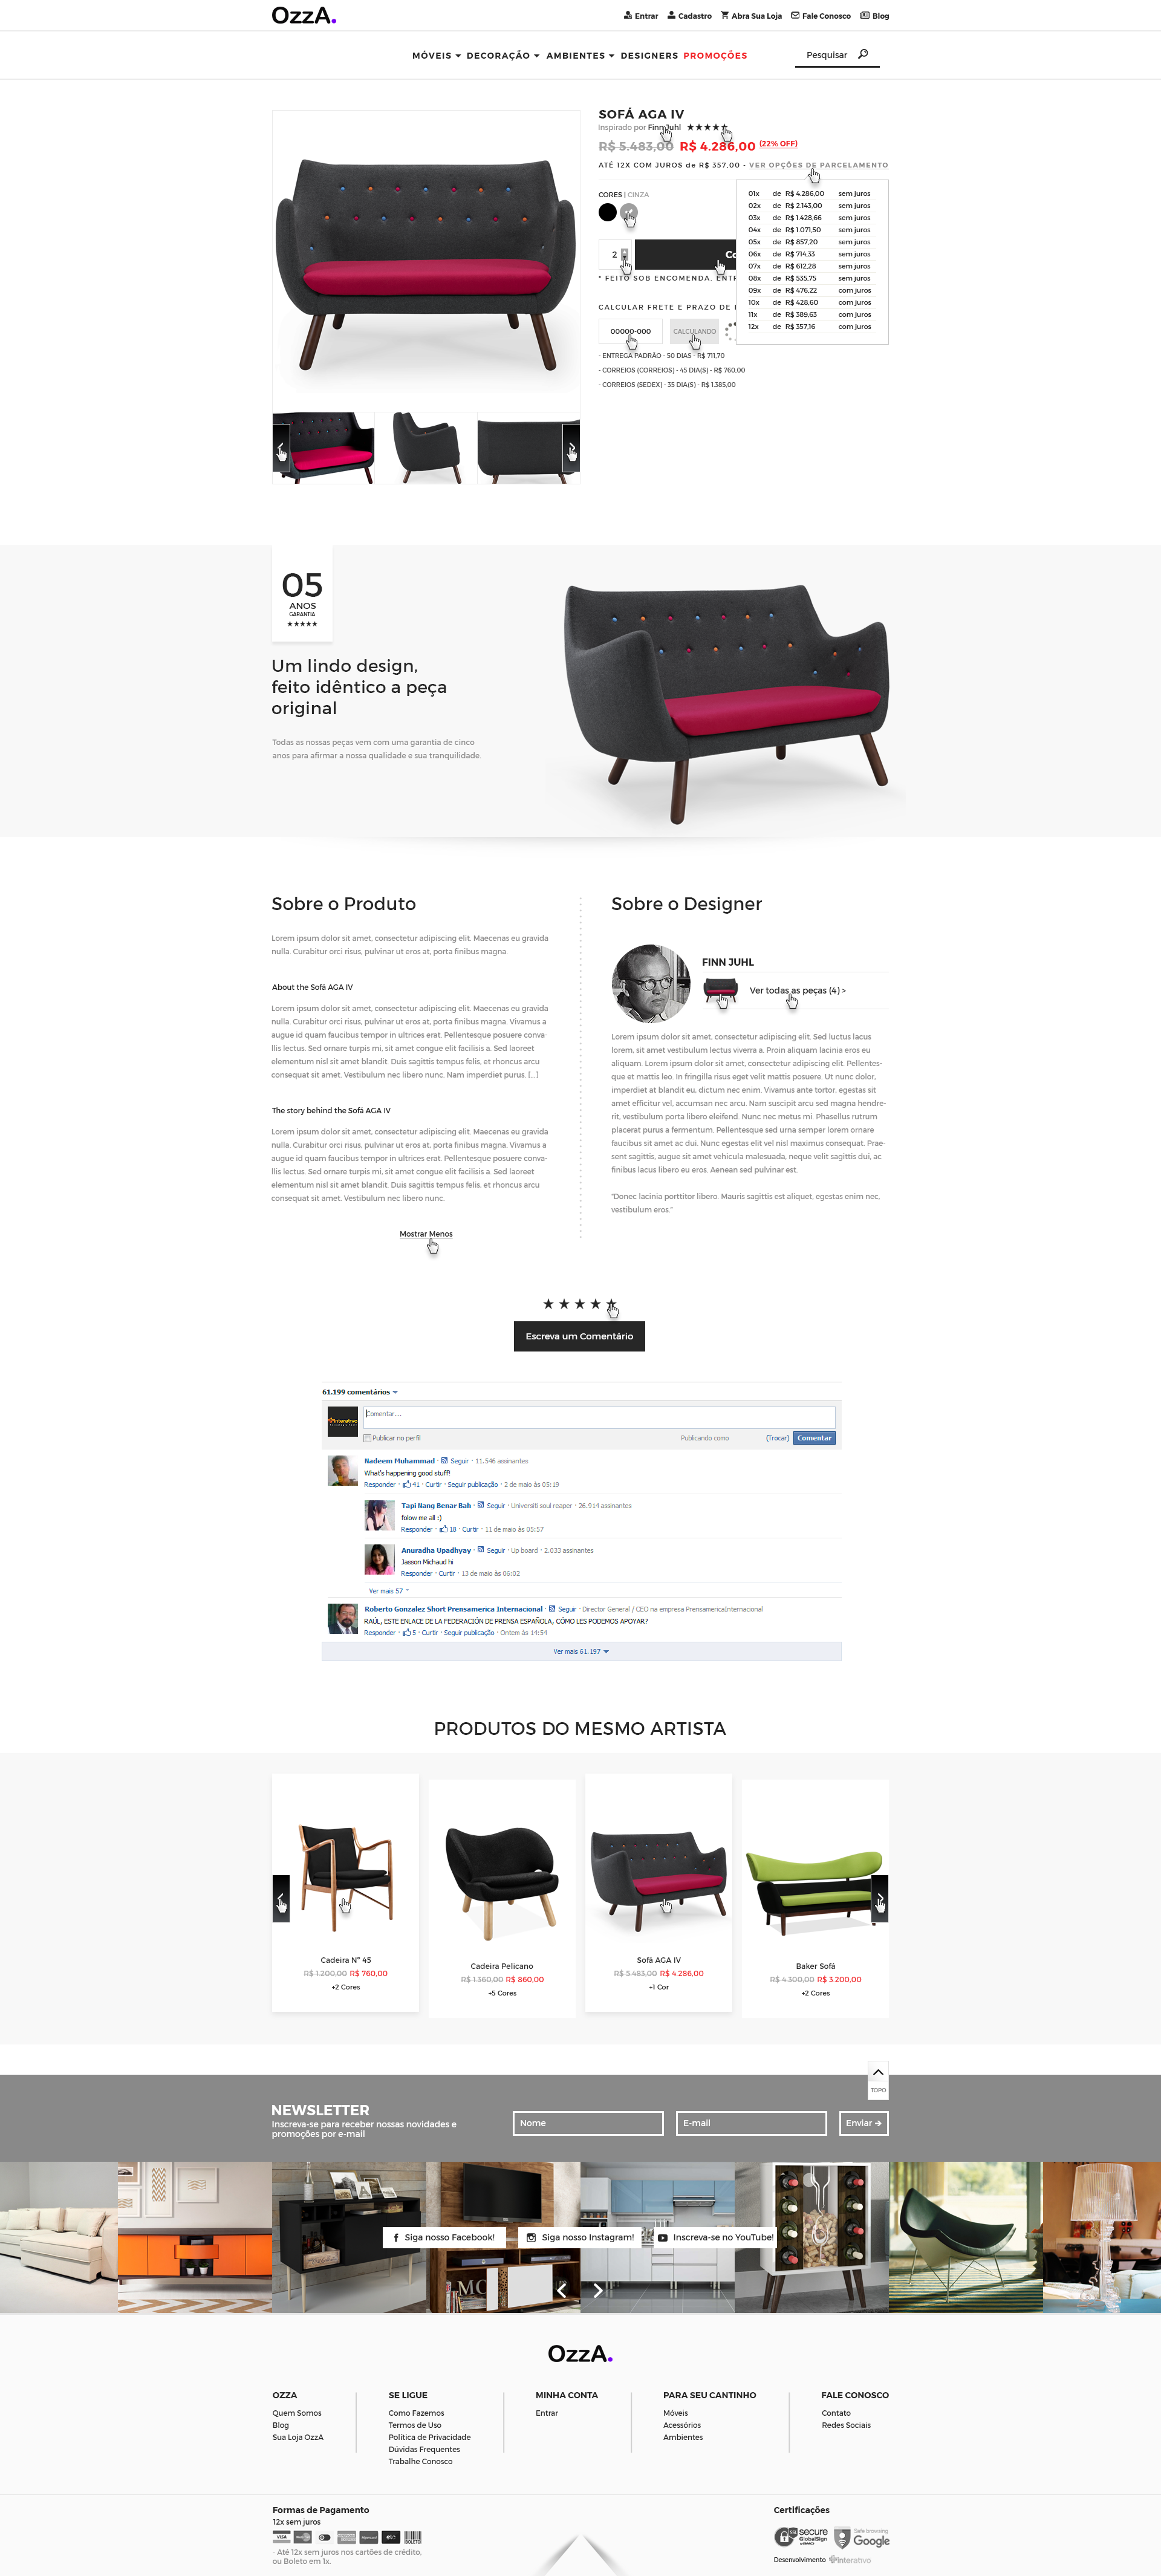 OzzA.
Entrar Cadastro Abra Sua Loja Fale Conosco Blog
MÓVEIS DECORAÇÃO AMBIENTES DESIGNERS PROMOÇÕES
Pesquisar
SOFÁ AGA IV
Inspirado por Finn Juhl
R$ 5.483,00 R$ 4.286,00 (22% OFF)
ATÉ 12X COM JUROS de R$ 357,00 - VER OPÇÕES DE PARCELAMENTO
CORES | CINZA
01x de R$ 4.286,00 sem juros
02x de R$ 2.143,00 sem juros
03x de R$ 1.428,66 sem juros
04x de R$ 1.071,50 sem juros
05x de R$ 857,20 sem juros
06x de R$ 714,33 sem juros
07x de R$ 612,28 sem juros
08x de R$ 535,75 sem juros
09x de R$ 476,22 com juros
10x de R$ 428,60 com juros
11x de R$ 389,63 com juros
12x de R$ 357,16 com juros
2
* FEITO SOB ENCOMENDA.
CALCULAR FRETE E PRAZO DE
00000-000 CALCULANDO
- ENTREGA PADRÃO - 50 DIAS - R$ 711,70
- CORREIOS (CORREIOS) - 45 DIA(S) - R$ 760,00
- CORREIOS (SEDEX) - 35 DIA(S) - R$ 1.385,00
05
ANOS
GARANTIA
Um lindo design,
feito idêntico a peça
original
Todas as nossas peças vem com uma garantia de cinco
anos para afirmar a nossa qualidade e sua tranquilidade.
Sobre o Produto
Lorem ipsum dolor sit amet, consectetur adipiscing elit. Maecenas eu gravida
nulla. Curabitur orci risus, pulvinar ut eros at, porta finibus magna.
About the Sofá AGA IV
Lorem ipsum dolor sit amet, consectetur adipiscing elit. Maecenas eu gravida
nulla. Curabitur orci risus, pulvinar ut eros at, porta finibus magna. Vivamus a
augue id quam faucibus tempor in ultrices erat. Pellentesque posuere conva-
llis lectus. Sed ornare turpis mi, sit amet congue elit facilisis a. Sed laoreet
elementum nisl sit amet blandit. Duis sagittis tempus felis, et rhoncus arcu
consequat sit amet. Vestibulum nec libero nunc. Nam imperdiet purus. [...]
The story behind the Sofá AGA IV
Lorem ipsum dolor sit amet, consectetur adipiscing elit. Maecenas eu gravida
nulla. Curabitur orci risus, pulvinar ut eros at, porta finibus magna. Vivamus a
augue id quam faucibus tempor in ultrices erat. Pellentesque posuere conva-
llis lectus. Sed ornare turpis mi, sit amet congue elit facilisis a. Sed laoreet
elementum nisl sit amet blandit. Duis sagittis tempus felis, et rhoncus arcu
consequat sit amet. Vestibulum nec libero nunc.
Mostrar Menos
Sobre o Designer
FINN JUHL
Ver todas as peças (4) >
Lorem ipsum dolor sit amet, consectetur adipiscing elit. Sed luctus lacus
lorem, sit amet vestibulum lectus viverra a. Proin aliquam lacinia eros eu
aliquam. Lorem ipsum dolor sit amet, consectetur adipiscing elit. Pellentes-
que et mattis leo. In fringilla risus eget velit mattis posuere. Ut nunc dolor,
imperdiet at blandit eu, dictum nec enim. Vivamus ante tortor, egestas sit
amet efficitur vel, accumsan nec arcu. Nam suscipit arcu sed magna hendre-
rit, vestibulum porta libero eleifend. Nunc nec metus mi. Phasellus rutrum
placerat purus a fermentum. Pellentesque sed urna semper lorem ornare
faucibus sit amet ac dui. Nunc egestas elit vel nisl maximus consequat. Prae-
sent sagittis, augue sit amet vehicula malesuada, neque velit sagittis dui, ac
finibus lacus libero eu eros. Aenean sed pulvinar est.
"Donec lacinia porttitor libero. Mauris sagittis est aliquet, egestas enim nec,
vestibulum eros."
Escreva um Comentário
61.199 comentários
interativo
Comentar...
Publicar no perfil Publicando como (Trocar) Comentar
Nadeem Muhammad · Seguir · 11.546 assinantes
What's happening good stuff!
Responder · 41 · Curtir · Seguir publicação · 2 de maio às 05:19
Tapi Nang Benar Bah · Seguir · Universiti soul reaper · 26.914 assinantes
folow me all :)
Responder · 18 · Curtir · 11 de maio às 05:57
Anuradha Upadhyay · Seguir · Up board · 2.033 assinantes
Jasson Michaud hi
Responder · Curtir · 13 de maio às 06:02
Ver mais 57
Roberto Gonzalez Short Prensamerica Internacional · Seguir · Director General / CEO na empresa PrensamericaInternacional
RAÚL, ESTE ENLACE DE LA FEDERACIÓN DE PRENSA ESPAÑOLA, CÓMO LES PODEMOS APOYAR?
Responder · 5 · Curtir · Seguir publicação · Ontem às 14:54
Ver mais 61.197
PRODUTOS DO MESMO ARTISTA
Cadeira Nº 45
R$ 1.200,00 R$ 760,00
+2 Cores
Cadeira Pelicano
R$ 1.360,00 R$ 860,00
+5 Cores
Sofá AGA IV
R$ 5.483,00 R$ 4.286,00
+1 Cor
Baker Sofá
R$ 4.300,00 R$ 3.200,00
+2 Cores
TOPO
NEWSLETTER
Inscreva-se para receber nossas novidades e
promoções por e-mail
Nome E-mail Enviar
Siga nosso Facebook! Siga nosso Instagram! Inscreva-se no YouTube!
OzzA.
OZZA
Quem Somos
Blog
Sua Loja OzzA
SE LIGUE
Como Fazemos
Termos de Uso
Política de Privacidade
Dúvidas Frequentes
Trabalhe Conosco
MINHA CONTA
Entrar
PARA SEU CANTINHO
Móveis
Acessórios
Ambientes
FALE CONOSCO
Contato
Redes Sociais
Formas de Pagamento
12x sem juros
VISA elo BOLETO
- Até 12x sem juros nos cartões de crédito,
ou Boleto em 1x.
Certificações
SSL secure GlobalSign
Safe browsing Google
Desenvolvimento interativo